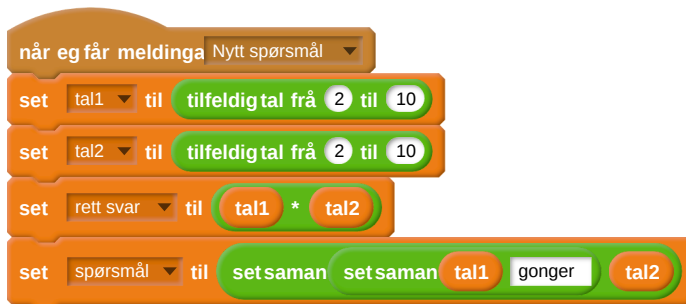 når eg får meldinga Nytt spørsmål
set tal1 til tilfeldig tal frå 2 til 10
set tal2 til tilfeldig tal frå 2 til 10
set rett svar til tal1 * tal2
set spørsmål til set saman set saman tal1 gonger tal2